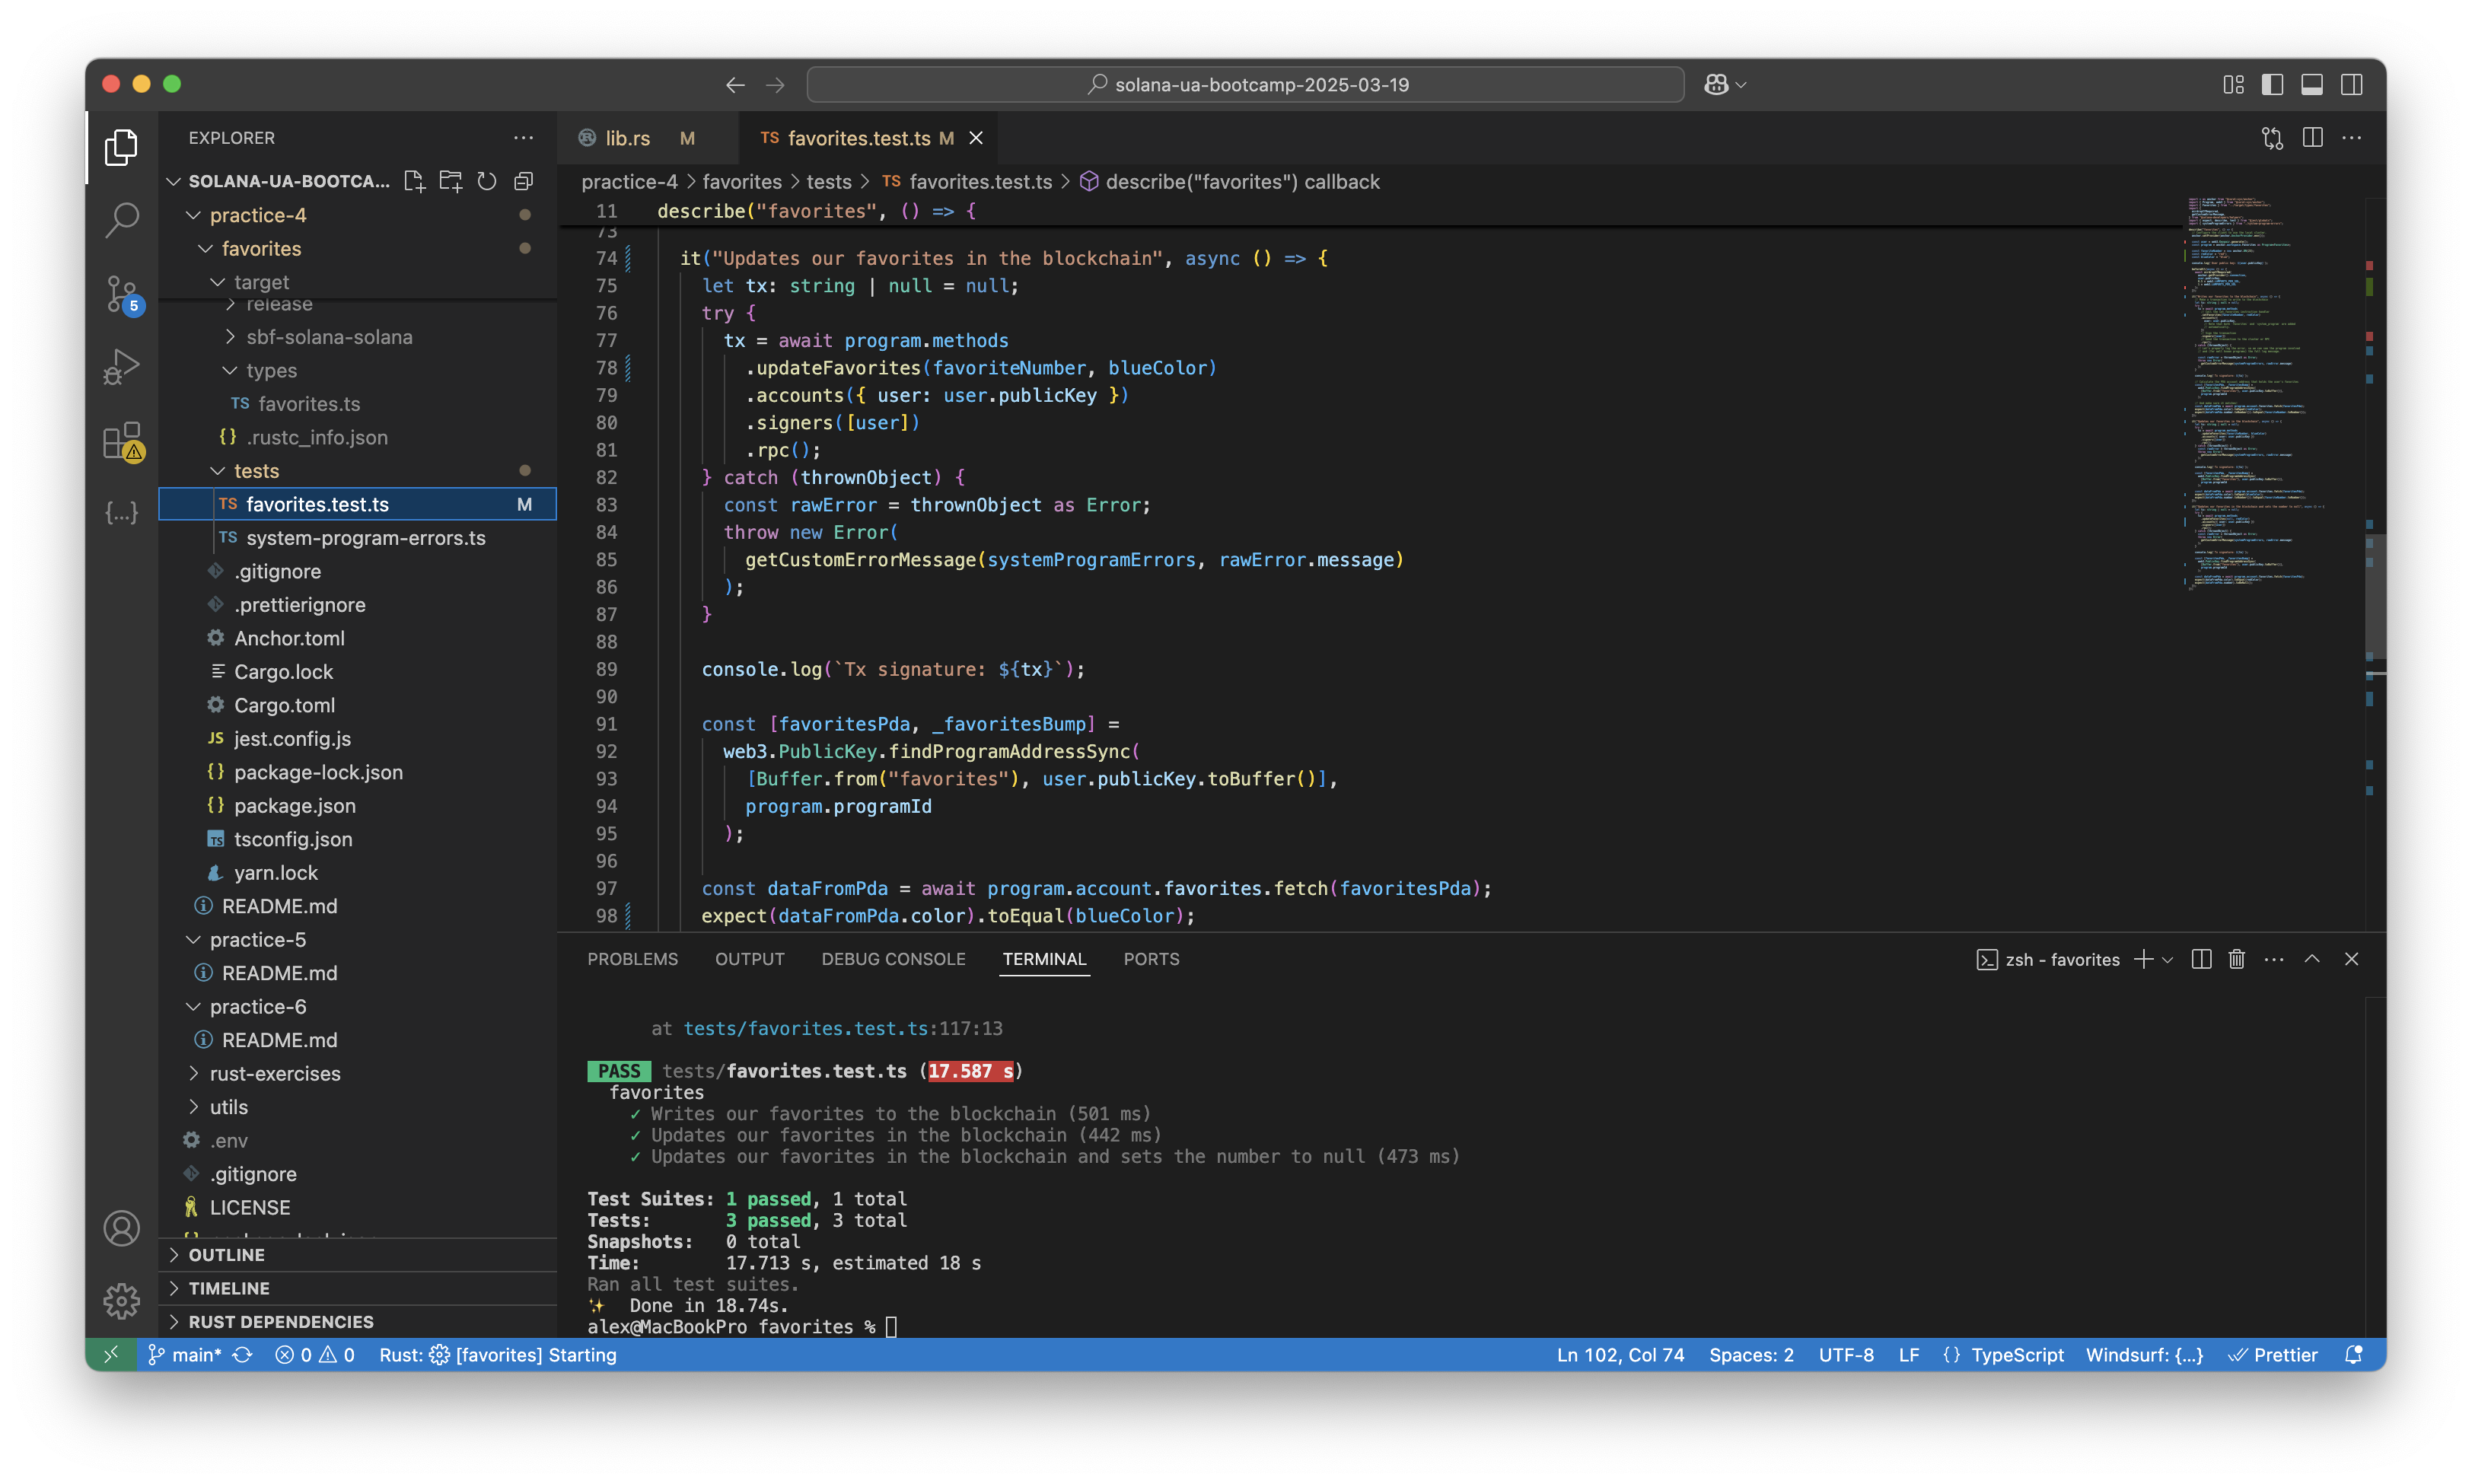 solana-ua-bootcamp-2025-03-19
EXPLORER
SOLANA-UA-BOOTCA...
practice-4
favorites
target
release
sbf-solana-solana
types
TS favorites.ts
{} .rustc_info.json
tests
TS favorites.test.ts M
TS system-program-errors.ts
.gitignore
.prettierignore
Anchor.toml
Cargo.lock
Cargo.toml
JS jest.config.js
{} package-lock.json
{} package.json
TS tsconfig.json
yarn.lock
README.md
practice-5
README.md
practice-6
README.md
rust-exercises
utils
.env
.gitignore
LICENSE
OUTLINE
TIMELINE
RUST DEPENDENCIES
5
lib.rs M
TS favorites.test.ts M
practice-4 > favorites > tests > TS favorites.test.ts > describe("favorites") callback
11 describe("favorites", () => {
73
74 it("Updates our favorites in the blockchain", async () => {
75 let tx: string | null = null;
76 try {
77 tx = await program.methods
78 .updateFavorites(favoriteNumber, blueColor)
79 .accounts({ user: user.publicKey })
80 .signers([user])
81 .rpc();
82 } catch (thrownObject) {
83 const rawError = thrownObject as Error;
84 throw new Error(
85 getCustomErrorMessage(systemProgramErrors, rawError.message)
86 );
87 }
88
89 console.log(`Tx signature: ${tx}`);
90
91 const [favoritesPda, _favoritesBump] =
92 web3.PublicKey.findProgramAddressSync(
93 [Buffer.from("favorites"), user.publicKey.toBuffer()],
94 program.programId
95 );
96
97 const dataFromPda = await program.account.favorites.fetch(favoritesPda);
98 expect(dataFromPda.color).toEqual(blueColor);
PROBLEMS OUTPUT DEBUG CONSOLE TERMINAL PORTS
zsh - favorites
at tests/favorites.test.ts:117:13
PASS tests/favorites.test.ts (17.587 s)
favorites
✓ Writes our favorites to the blockchain (501 ms)
✓ Updates our favorites in the blockchain (442 ms)
✓ Updates our favorites in the blockchain and sets the number to null (473 ms)
Test Suites: 1 passed, 1 total
Tests: 3 passed, 3 total
Snapshots: 0 total
Time: 17.713 s, estimated 18 s
Ran all test suites.
✨ Done in 18.74s.
alex@MacBookPro favorites %
main* 0 0 Rust: [favorites] Starting
Ln 102, Col 74 Spaces: 2 UTF-8 LF {} TypeScript Windsurf: {...} Prettier